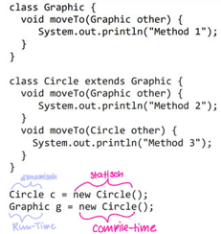 class Graphic {
void moveTo(Graphic other) {
System.out.println("Method 1");
}
}
class Circle extends Graphic {
void moveTo(Graphic other) {
System.out.println("Method 2");
}
void moveTo(Circle other) {
System.out.println("Method 3");
}
}
dynamisch statisch
Circle c = new Circle();
Graphic g = new Circle();
Run-Time Compile-time